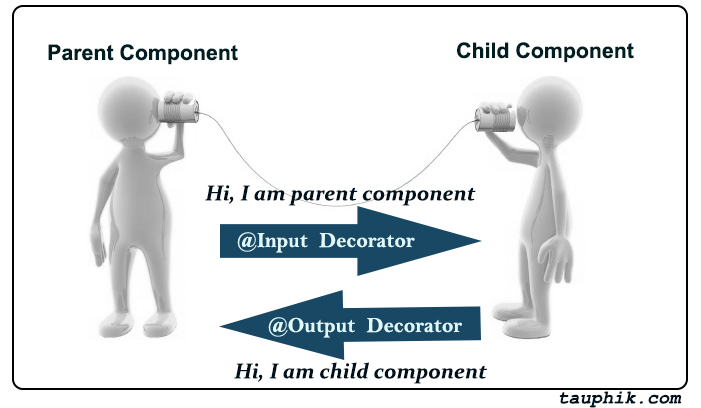 Parent Component
Child Component
Hi, I am parent component
@Input Decorator
@Output Decorator
Hi, I am child component
tauphik.com